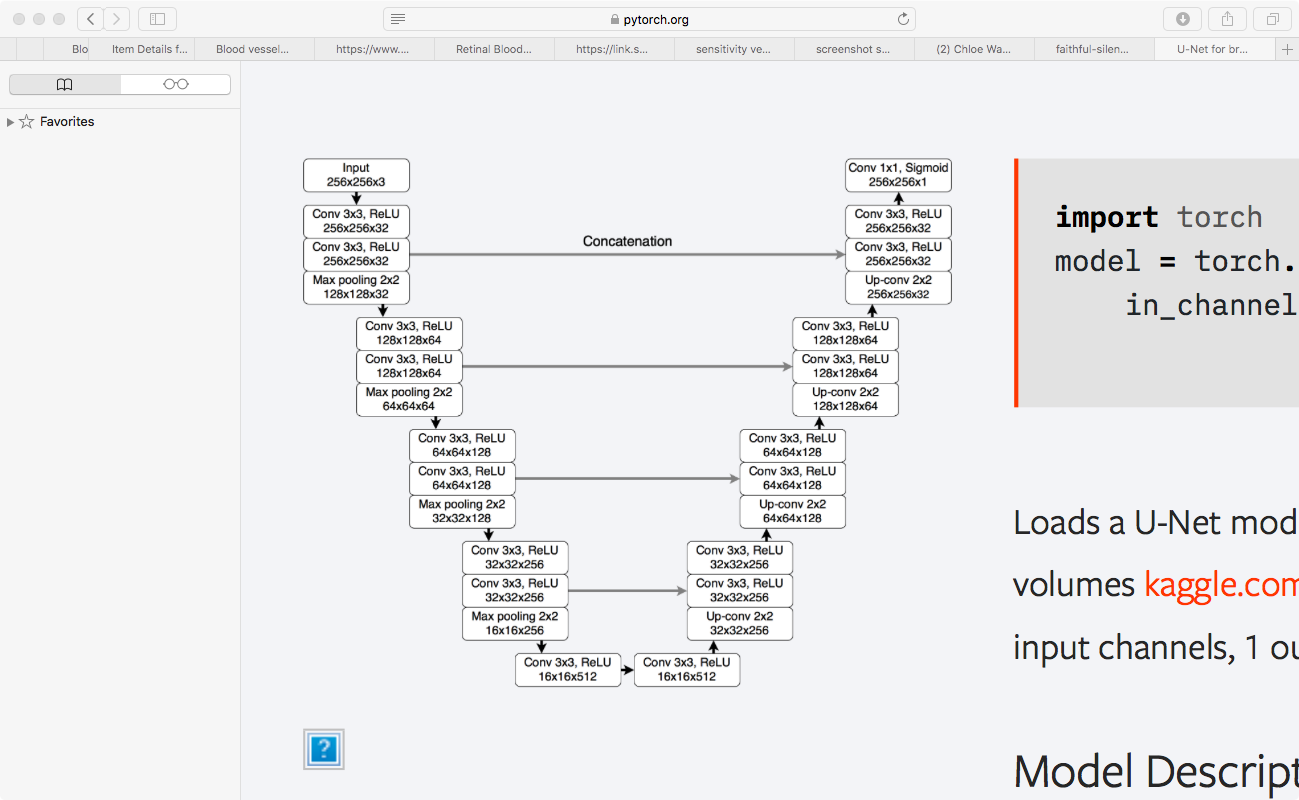 pytorch.org
Blo
Item Details f...
Blood vessel...
https://www....
Retinal Blood...
https://link.s...
sensitivity ve...
screenshot s...
(2) Chloe Wa...
faithful-silen...
U-Net for br...
Favorites
Input
256x256x3
Conv 3x3, ReLU
256x256x32
Conv 3x3, ReLU
256x256x32
Max pooling 2x2
128x128x32
Conv 3x3, ReLU
128x128x64
Conv 3x3, ReLU
128x128x64
Max pooling 2x2
64x64x64
Conv 3x3, ReLU
64x64x128
Conv 3x3, ReLU
64x64x128
Max pooling 2x2
32x32x128
Conv 3x3, ReLU
32x32x256
Conv 3x3, ReLU
32x32x256
Max pooling 2x2
16x16x256
Conv 3x3, ReLU
16x16x512
Conv 3x3, ReLU
16x16x512
Concatenation
Conv 1x1, Sigmoid
256x256x1
Conv 3x3, ReLU
256x256x32
Conv 3x3, ReLU
256x256x32
Up-conv 2x2
256x256x32
Conv 3x3, ReLU
128x128x64
Conv 3x3, ReLU
128x128x64
Up-conv 2x2
128x128x64
Conv 3x3, ReLU
64x64x128
Conv 3x3, ReLU
64x64x128
Up-conv 2x2
64x64x128
Conv 3x3, ReLU
32x32x256
Conv 3x3, ReLU
32x32x256
Up-conv 2x2
32x32x256
?
import torch
model = torch.
in_channel
Loads a U-Net mod
volumes kaggle.com
input channels, 1 ou
Model Descript